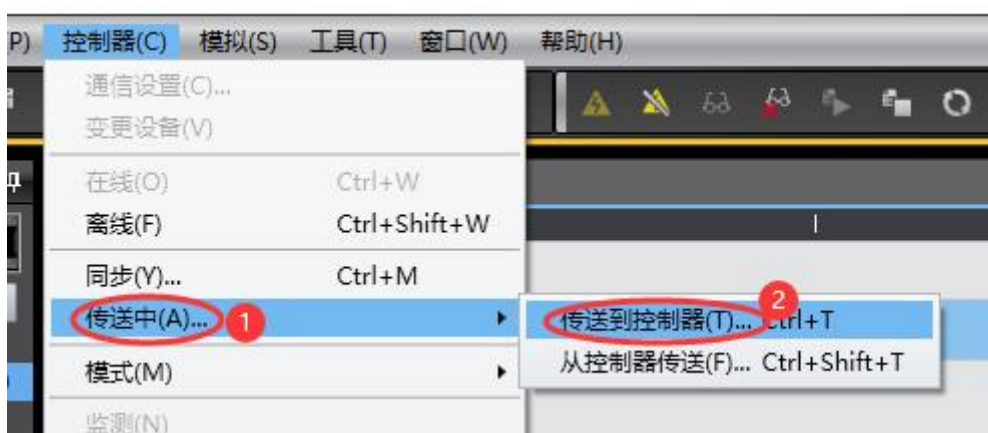 P) 控制器(C) 模拟(S) 工具(T) 窗口(W) 帮助(H)
通信设置(C)...
变更设备(V)
在线(O) Ctrl+W
离线(F) Ctrl+Shift+W
同步(Y)... Ctrl+M
传送中(A)... 1
2
传送到控制器(T)... Ctrl+T
模式(M)
从控制器传送(F)... Ctrl+Shift+T
监测(N)